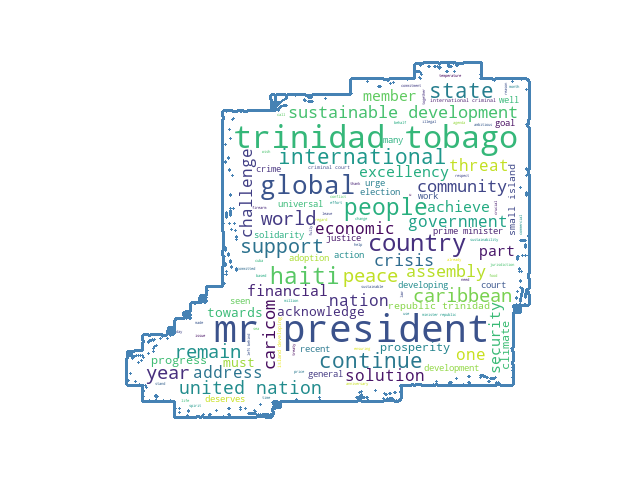 temperature
commitment
member
state
international criminal
well
sustainable development
goal
trinidad tobago
many
crime
international
excellency
threat
criminal court
challenge
global
urge
election
work
community
small island
universal
people
achieve
world
solidarity
economic
government
prime minister
justice
support
adoption
action
country
part
haiti
peace
crisis
assembly
developing
court
financial
nation
caribbean
seen
republic trinidad
towards
acknowledge
mr president
caricom
security
climate
remain
recent
prosperity
progress
must
continue
one
year
address
general
solution
development
united nation
deserves